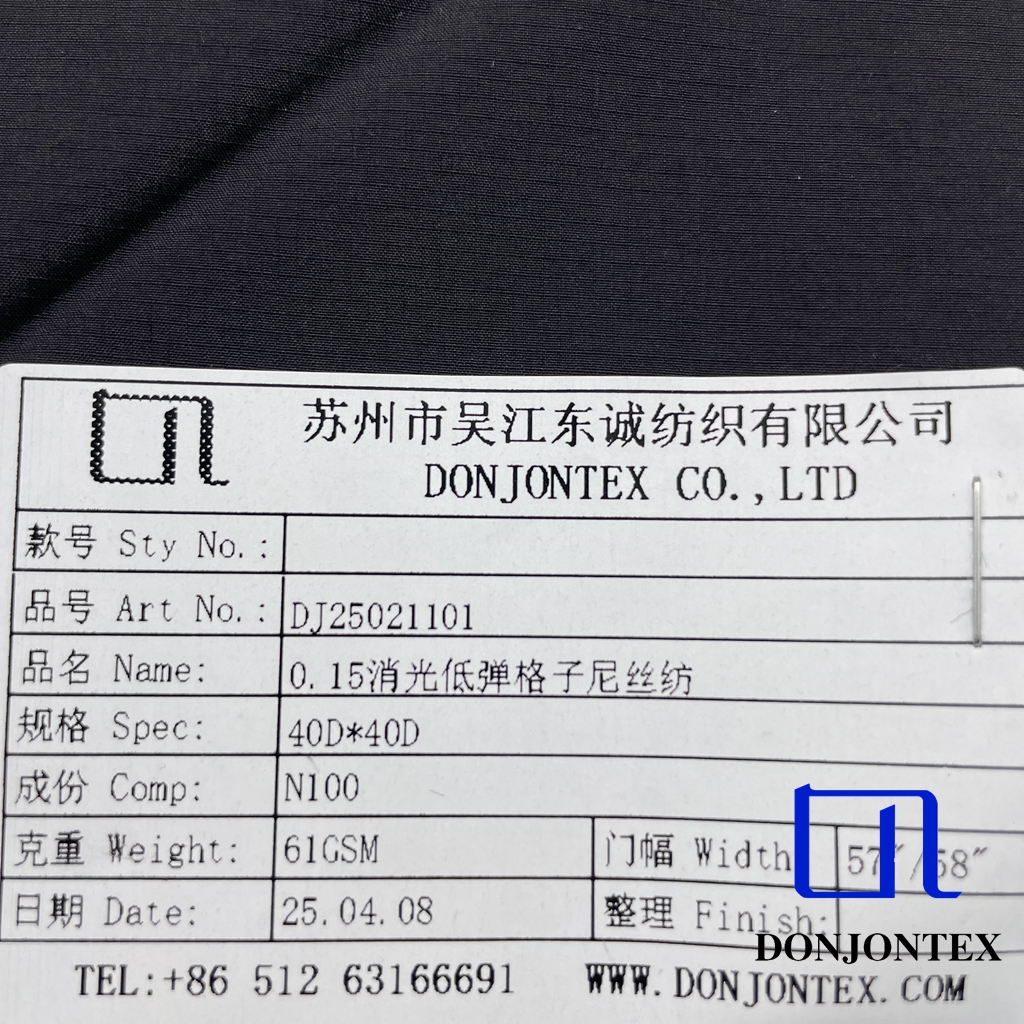 苏州市吴江东诚纺织有限公司
DONJONTEX CO.,LTD
款号 Sty No.:
品号 Art No.: DJ25021101
品名 Name: 0.15消光低弹格子尼丝纺
规格 Spec: 40D*40D
成份 Comp: N100
克重 Weight: 61GSM 门幅 Width 57"/58"
日期 Date: 25.04.08 整理 Finish:
DONJONTEX
TEL:+86 512 63166691 WWW.DONJONTEX.COM